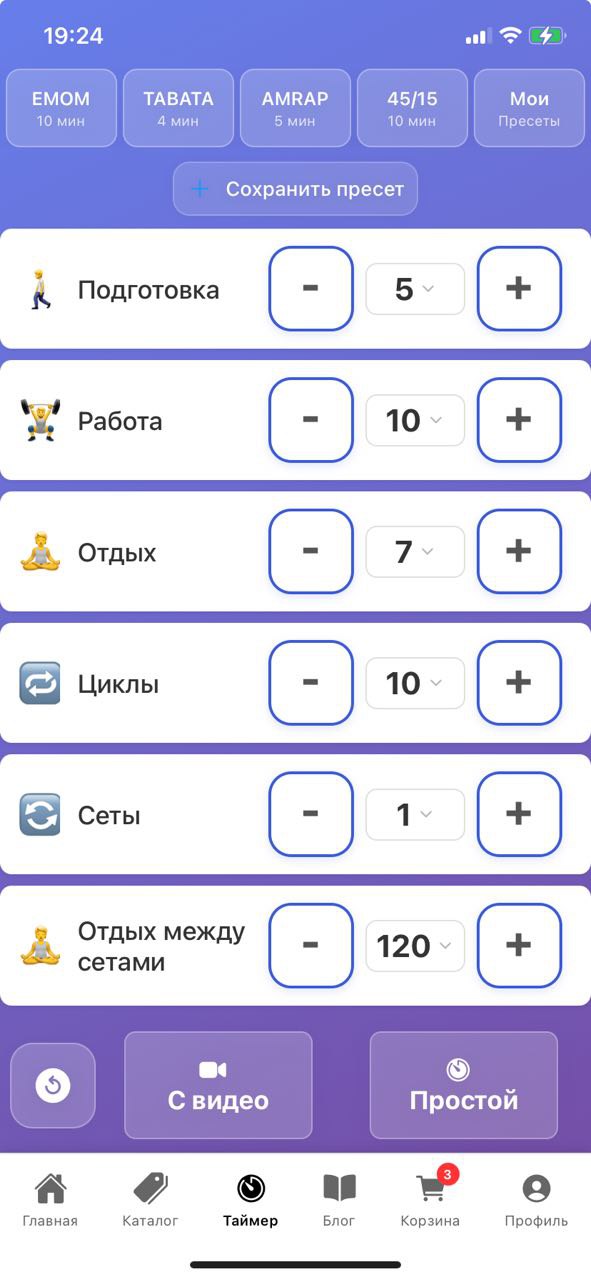 19:24
EMOM
10 мин
TABATA
4 мин
AMRAP
5 мин
45/15
10 мин
Мои
Пресеты
+ Сохранить пресет
Подготовка
- 5 +
Работа
- 10 +
Отдых
- 7 +
Циклы
- 10 +
Сеты
- 1 +
Отдых между
сетами
- 120 +
С видео
Простой
3
Главная
Каталог
Таймер
Блог
Корзина
Профиль